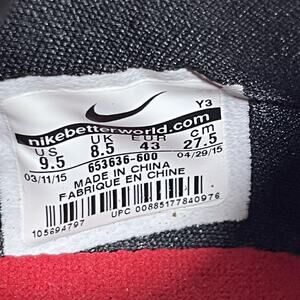 Y3
nikebetterworld.com
US UK EUR cm
9.5 8.5 43 27.5
03/11/15 653636-600 04/29/15
MADE IN CHINA
FABRIQUE EN CHINE
UPC 00885177840976
105694797